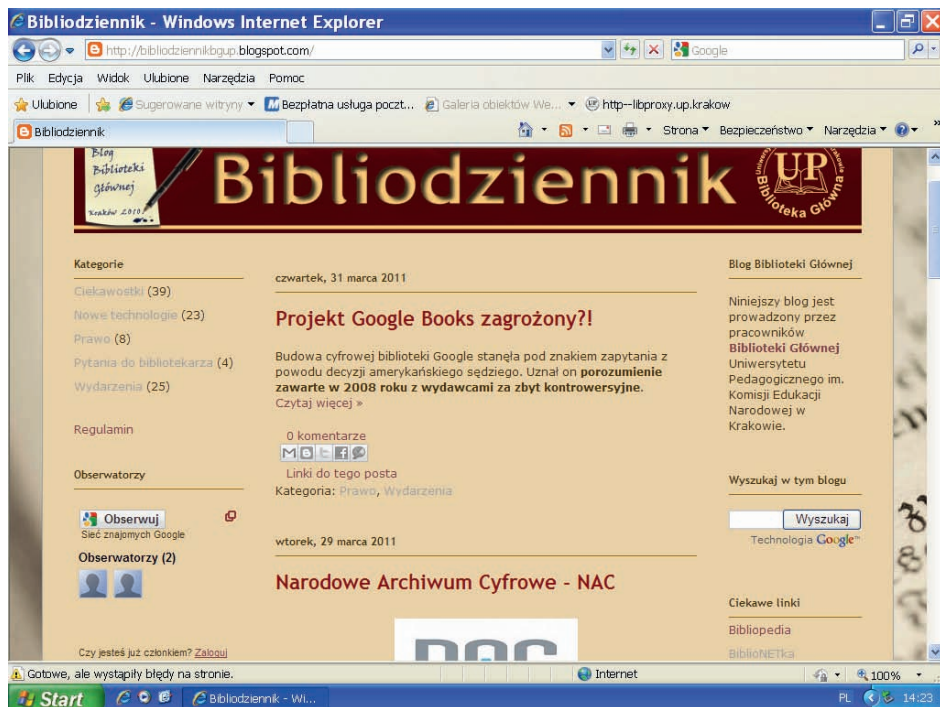 Bibliodziennik - Windows Internet Explorer
http://bibliodziennikbgup.blogspot.com/
Google
Plik Edycja Widok Ulubione Narzędzia Pomoc
Ulubione Sugerowane witryny Bezpłatna usługa poczt... Galeria obiektów We... http--libproxy.up.krakow
Bibliodziennik
Strona Bezpieczeństwo Narzędzia
Blog
Biblioteki
Głównej
Kraków 2010
Bibliodziennik
UP
Biblioteka Główna
Kategorie
Ciekawostki (39)
Nowe technologie (23)
Prawo (8)
Pytania do bibliotekarza (4)
Wydarzenia (25)
Regulamin
Obserwatorzy
Obserwuj
Sieć znajomych Google
Obserwatorzy (2)
Czy jesteś już członkiem? Zaloguj
czwartek, 31 marca 2011
Projekt Google Books zagrożony?!
Budowa cyfrowej biblioteki Google stanęła pod znakiem zapytania z
powodu decyzji amerykańskiego sędziego. Uznał on porozumienie
zawarte w 2008 roku z wydawcami za zbyt kontrowersyjne.
Czytaj więcej »
0 komentarze
Linki do tego posta
Kategoria: Prawo, Wydarzenia
wtorek, 29 marca 2011
Narodowe Archiwum Cyfrowe - NAC
Blog Biblioteki Głównej
Niniejszy blog jest
prowadzony przez
pracowników
Biblioteki Głównej
Uniwersytetu
Pedagogicznego im.
Komisji Edukacji
Narodowej w
Krakowie.
Wyszukaj w tym blogu
Wyszukaj
Technologia Google™
Ciekawe linki
Bibliopedia
BiblioNETka
Gotowe, ale wystąpiły błędy na stronie.
Internet
100%
Start
Bibliodziennik - Wi...
PL
14:23